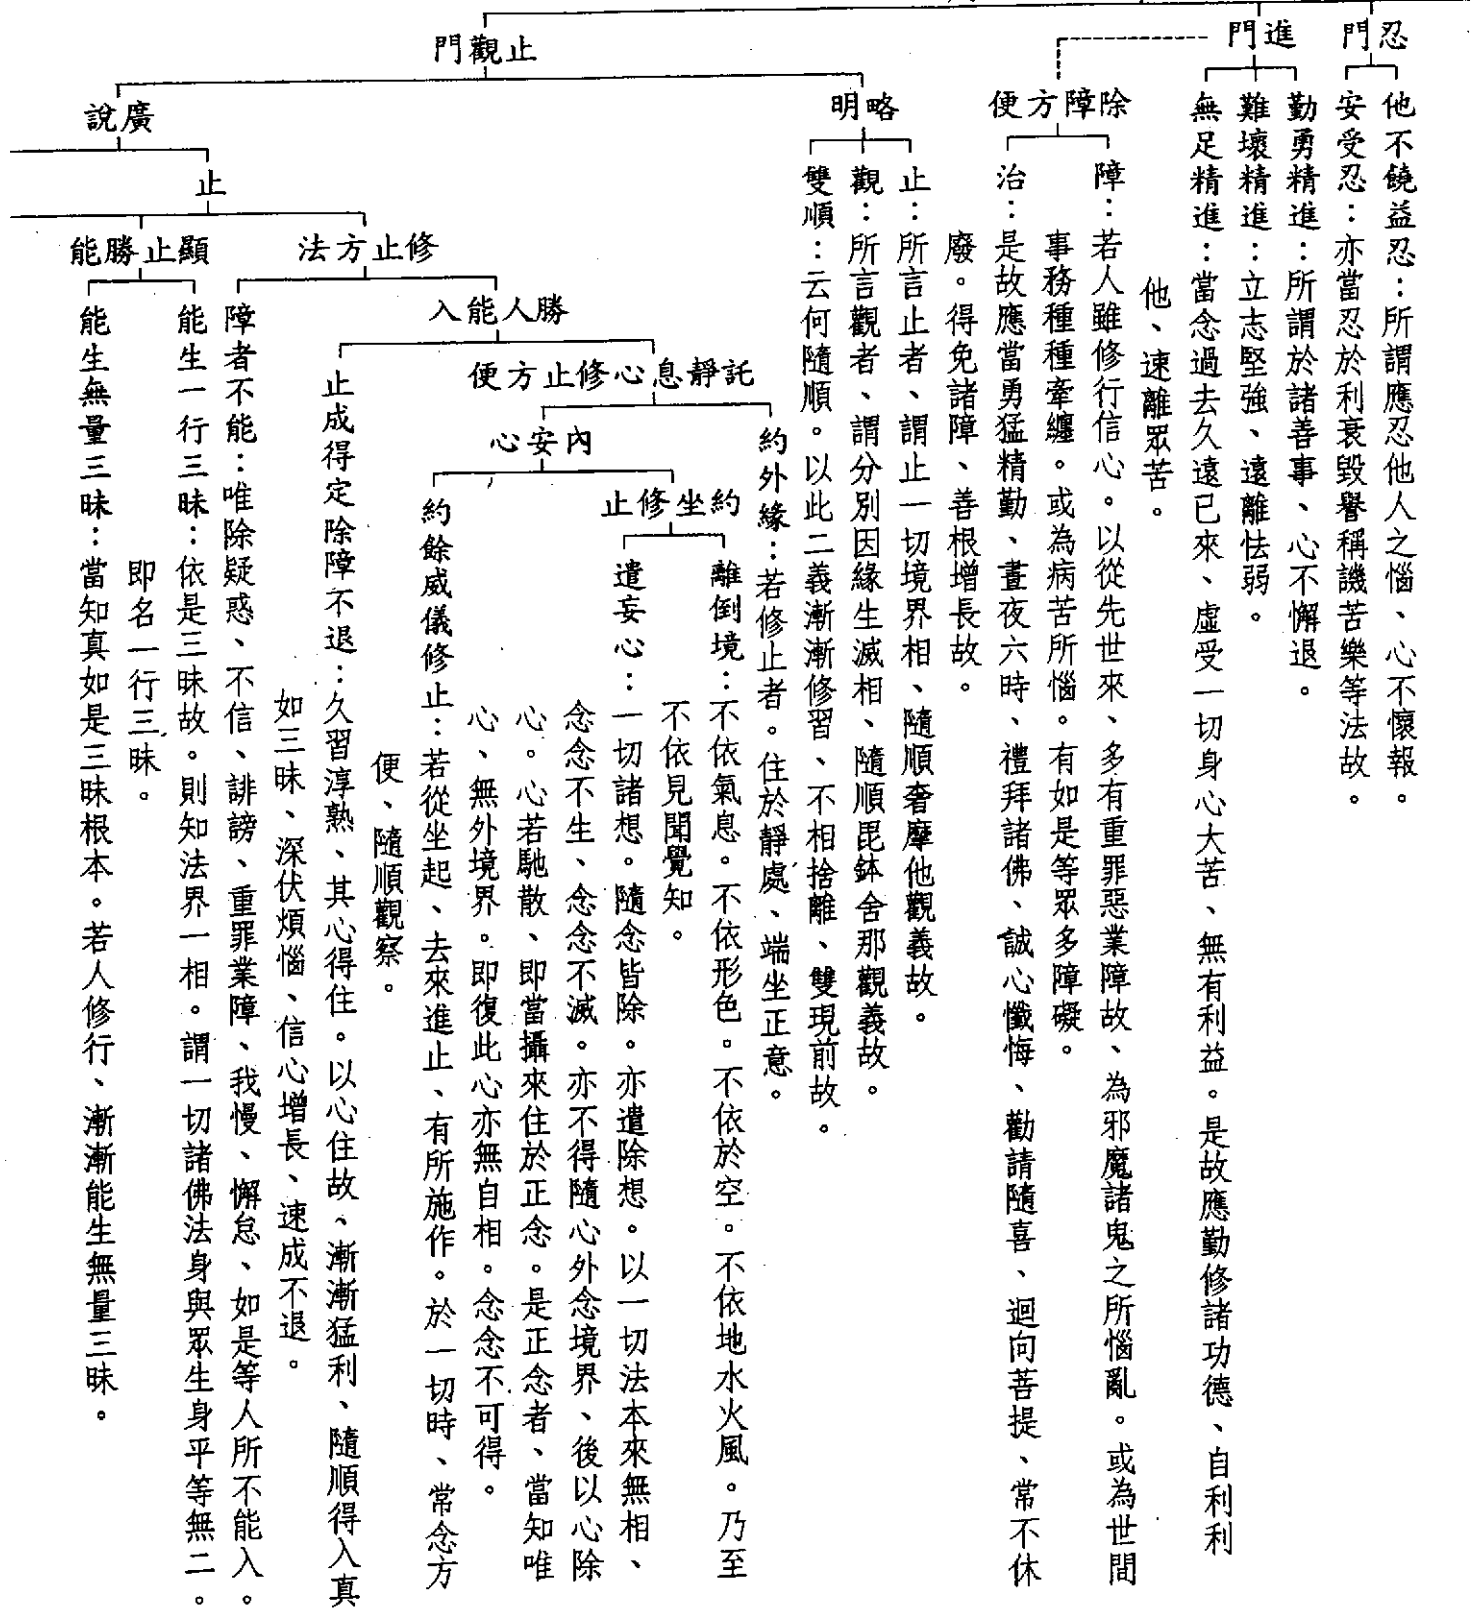 忍門
他不饒益忍：所謂應忍他人之惱、心不懷報。
安受忍：亦當忍於利衰毀譽稱譏苦樂等法故。
進門
勤勇精進：所謂於諸善事、心不懈退。
難壞精進：立志堅強、遠離怯弱。
無足精進：當念過去久遠已來、虛受一切身心大苦、無有利益。是故應勤修諸功德、自利利
他、速離眾苦。
除障方便
障：若人雖修行信心。以從先世來、多有重罪惡業障故、為邪魔諸鬼之所惱亂。或為世間
事務種種牽纏。或為病苦所惱。有如是等眾多障礙。
治：是故應當勇猛精勤、晝夜六時、禮拜諸佛、誠心懺悔、勸請隨喜、迴向菩提、常不休
廢。得免諸障、善根增長故。
止觀門
略明
止：所言止者、謂止一切境界相、隨順奢摩他觀義故。
觀：所言觀者、謂分別因緣生滅相、隨順毘鉢舍那觀義故。
雙順：云何隨順。以此二義漸漸修習、不相捨離、雙現前故。
廣說
止
修止方法
勝人能入
託靜息心修止方便
約外緣：若修止者。住於靜處、端坐正意。
內安心
約坐修止
離倒境：不依氣息。不依形色。不依於空。不依地水火風。乃至
不依見聞覺知。
遣妄心：一切諸想。隨念皆除。亦遣除想。以一切法本來無相、
念念不生、念念不滅。亦不得隨心外念境界、後以心除
心。心若馳散、即當攝來住於正念。是正念者、當知唯
心、無外境界。即復此心亦無自相。念念不可得。
約餘威儀修止：若從坐起、去來進止、有所施作。於一切時、常念方
便、隨順觀察。
止成得定除障不退：久習淳熟、其心得住。以心住故、漸漸猛利、隨順得入真
如三昧、深伏煩惱、信心增長、速成不退。
障者不能：唯除疑惑、不信、誹謗、重罪業障、我慢、懈怠、如是等人所不能入。
顯止勝能
能生一行三昧：依是三昧故。則知法界一相。謂一切諸佛法身與眾生身平等無二。
即名一行三昧。
能生無量三昧：當知真如是三昧根本。若人修行、漸漸能生無量三昧。